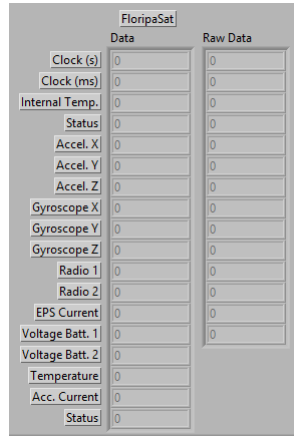 FloripaSat
Data Raw Data
Clock (s) 0 0
Clock (ms) 0 0
Internal Temp. 0 0
Status 0 0
Accel. X 0 0
Accel. Y 0 0
Accel. Z 0 0
Gyroscope X 0 0
Gyroscope Y 0 0
Gyroscope Z 0 0
Radio 1 0 0
Radio 2 0 0
EPS Current 0 0
Voltage Batt. 1 0 0
Voltage Batt. 2 0
Temperature 0
Acc. Current 0
Status 0